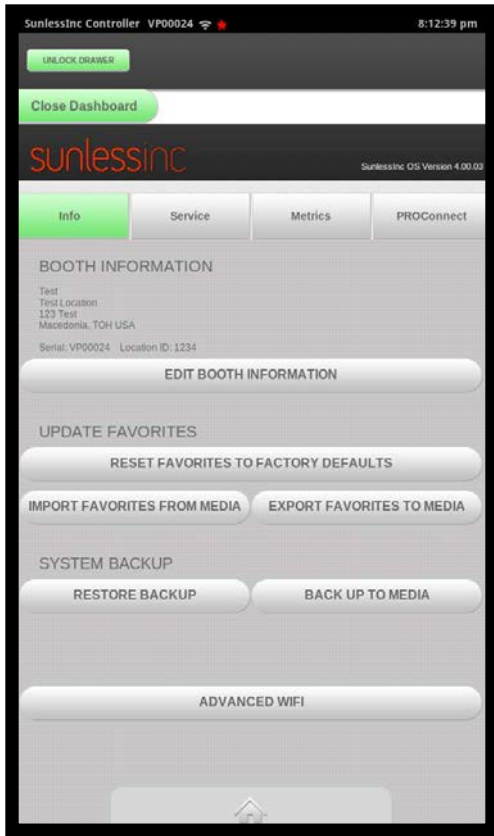 SunlessInc Controller VP00024
8:12:39 pm
UNLOCK DRAWER
Close Dashboard
sunlessinc
SunlessInc OS Version 4.00.03
Info
Service
Metrics
PROConnect
BOOTH INFORMATION
Test
Test Location
123 Test
Macedonia, TOH USA
Serial: VP00024 Location ID: 1234
EDIT BOOTH INFORMATION
UPDATE FAVORITES
RESET FAVORITES TO FACTORY DEFAULTS
IMPORT FAVORITES FROM MEDIA
EXPORT FAVORITES TO MEDIA
SYSTEM BACKUP
RESTORE BACKUP
BACK UP TO MEDIA
ADVANCED WIFI